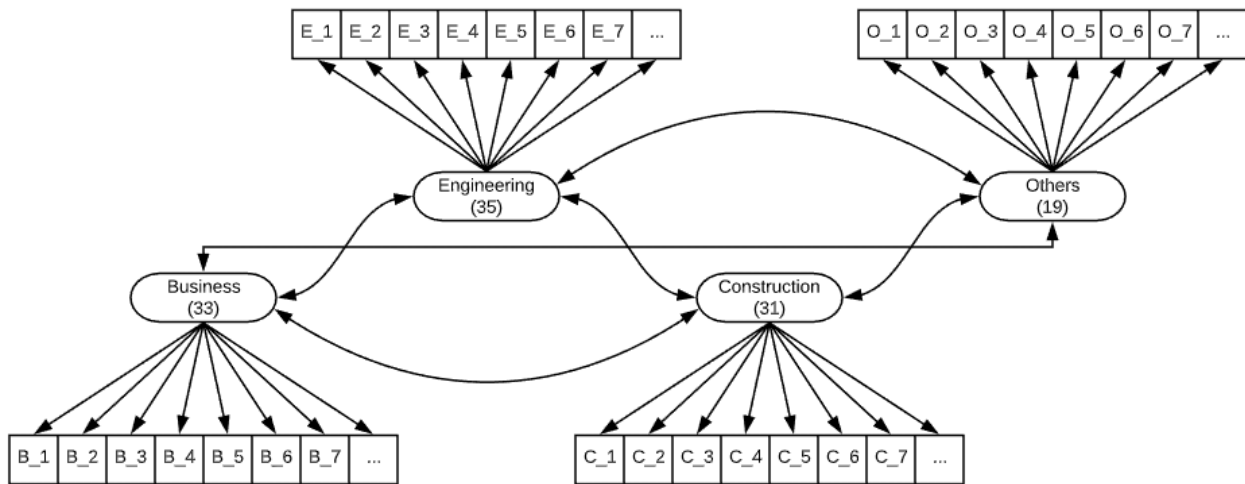 E_1 E_2 E_3 E_4 E_5 E_6 E_7 ...
O_1 O_2 O_3 O_4 O_5 O_6 O_7 ...
Engineering
(35)
Others
(19)
Business
(33)
Construction
(31)
B_1 B_2 B_3 B_4 B_5 B_6 B_7 ...
C_1 C_2 C_3 C_4 C_5 C_6 C_7 ...